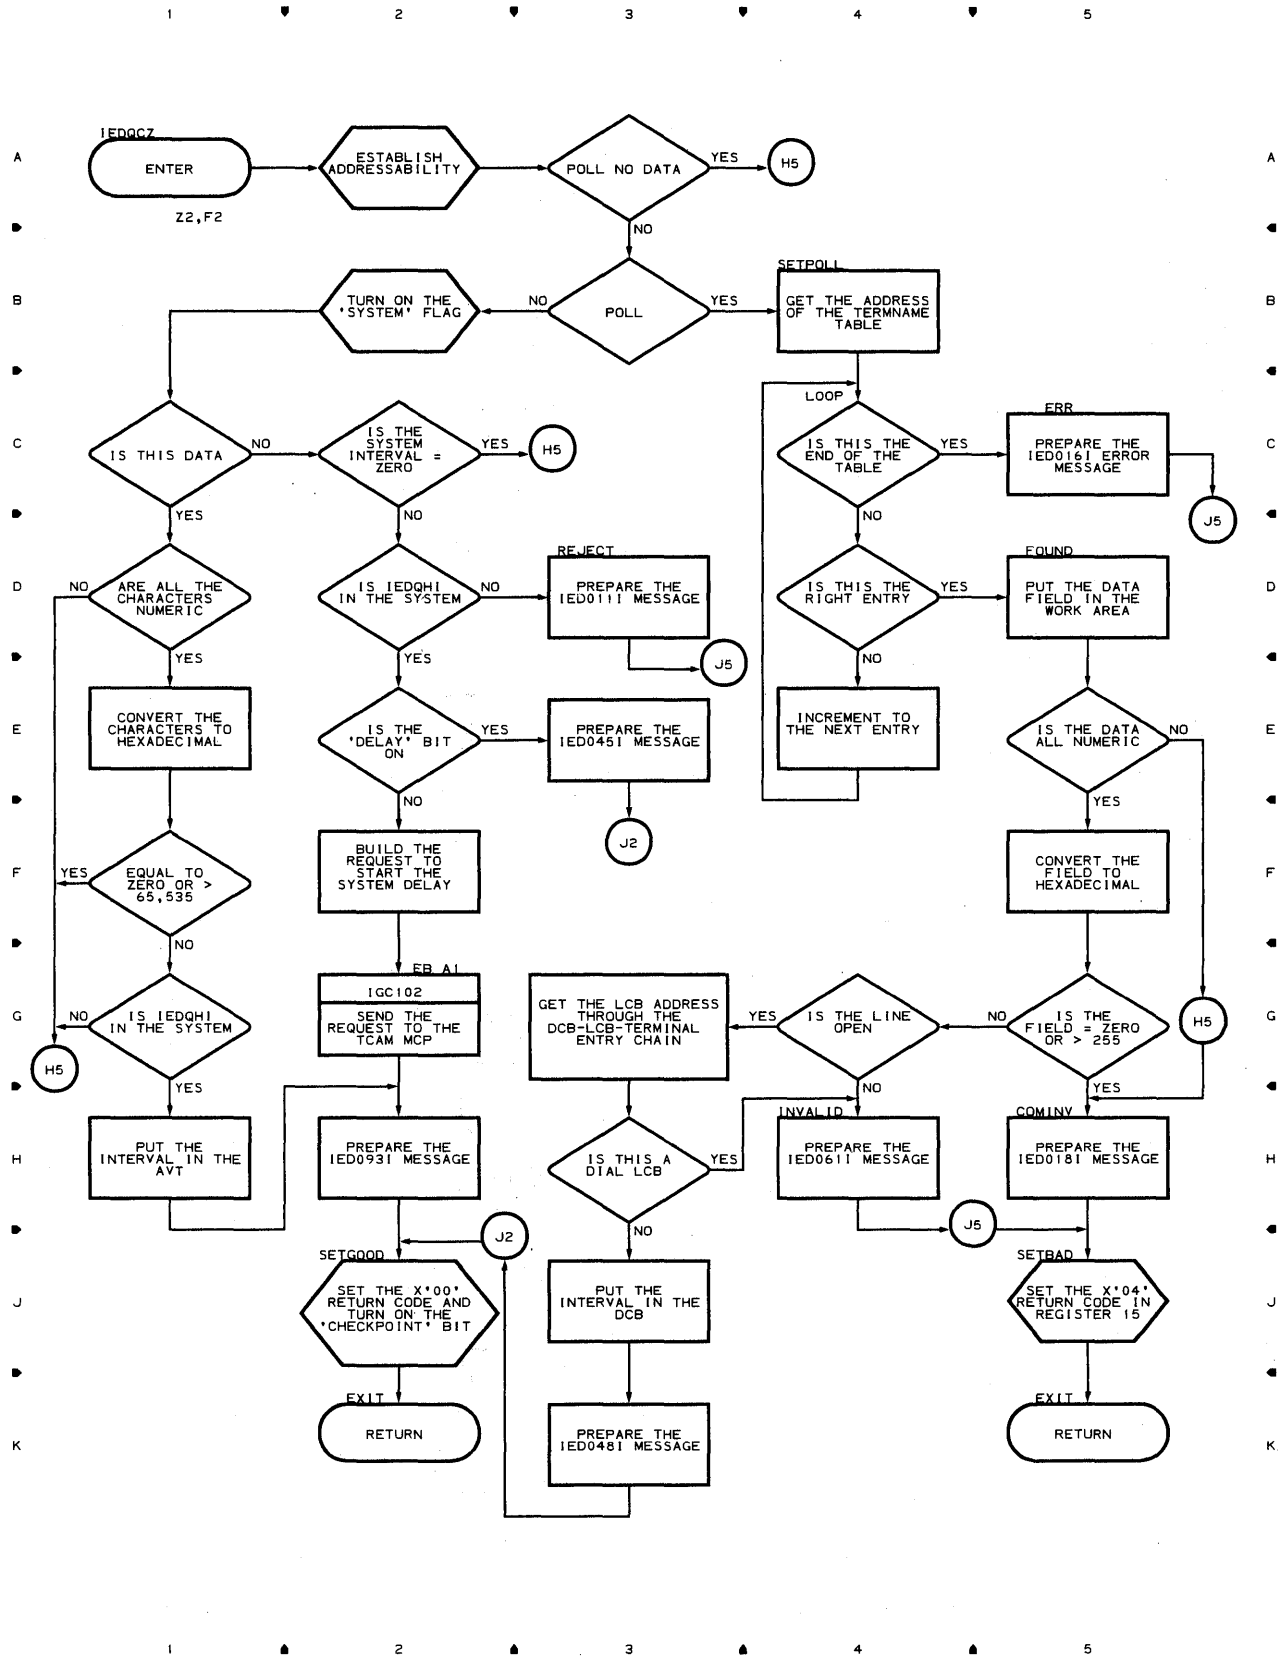 1 2 3 4 5
A
IEDQCZ
ENTER
Z2,F2
ESTABLISH
ADDRESSABILITY
POLL NO DATA
YES
H5
NO
A
B
TURN ON THE
'SYSTEM' FLAG
NO
POLL
YES
SETPOLL
GET THE ADDRESS
OF THE TERMNAME
TABLE
B
LOOP
C
IS THIS DATA
NO
YES
IS THE
SYSTEM
INTERVAL =
ZERO
YES
H5
NO
IS THIS THE
END OF THE
TABLE
YES
NO
ERR
PREPARE THE
IED016I ERROR
MESSAGE
J5
C
D
NO
ARE ALL THE
CHARACTERS
NUMERIC
YES
IS IEDQHI
IN THE SYSTEM
NO
YES
REJECT
PREPARE THE
IED011I MESSAGE
J5
IS THIS THE
RIGHT ENTRY
YES
NO
FOUND
PUT THE DATA
FIELD IN THE
WORK AREA
D
E
CONVERT THE
CHARACTERS TO
HEXADECIMAL
IS THE
'DELAY' BIT
ON
YES
NO
PREPARE THE
IED045I MESSAGE
J2
INCREMENT TO
THE NEXT ENTRY
IS THE DATA
ALL NUMERIC
NO
YES
E
F
YES
EQUAL TO
ZERO OR >
65,535
NO
BUILD THE
REQUEST TO
START THE
SYSTEM DELAY
CONVERT THE
FIELD TO
HEXADECIMAL
F
G
NO
IS IEDQHI
IN THE SYSTEM
H5
YES
EB A1
IGC102
SEND THE
REQUEST TO THE
TCAM MCP
GET THE LCB ADDRESS
THROUGH THE
DCB-LCB-TERMINAL
ENTRY CHAIN
YES
IS THE LINE
OPEN
NO
NO
IS THE
FIELD = ZERO
OR > 255
YES
H5
G
H
PUT THE
INTERVAL IN THE
AVT
PREPARE THE
IED093I MESSAGE
IS THIS A
DIAL LCB
YES
NO
INVALID
PREPARE THE
IED061I MESSAGE
COMINV
PREPARE THE
IED018I MESSAGE
H
J2
J5
J
SETGOOD
SET THE X'00'
RETURN CODE AND
TURN ON THE
'CHECKPOINT' BIT
PUT THE
INTERVAL IN THE
DCB
SETBAD
SET THE X'04'
RETURN CODE IN
REGISTER 15
J
K
EXIT
RETURN
PREPARE THE
IED048I MESSAGE
EXIT
RETURN
K
1 2 3 4 5